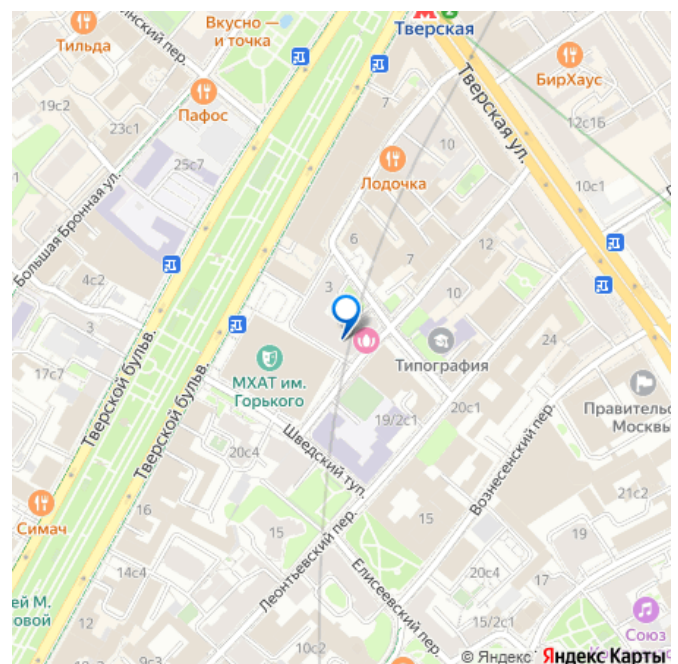 Тильда
инский пер.
Вкусно —
и точка
Тверская
БирХаус
19с2
Пафос
23с1
7
12с16
Тверская ул.
25с7
10
Лодочка
10с1
Большая Бронная ул.
6
12
7
4с2
3
10
3
24
Типография
МХАТ им.
Горького
17с7
Тверской бульв.
Тверской бульв.
Правительс
Москвы
19/2с1
20с1
Шведский туп.
20с4
Вознесенский пер.
21с2
Симач
16
15
15
19
Леонтьевский пер.
14с4
Елисеевский пер.
20с4
17
ей М.
овой
15/2с1
Союз
10с2
13с1
© Яндекс Яндекс Карты